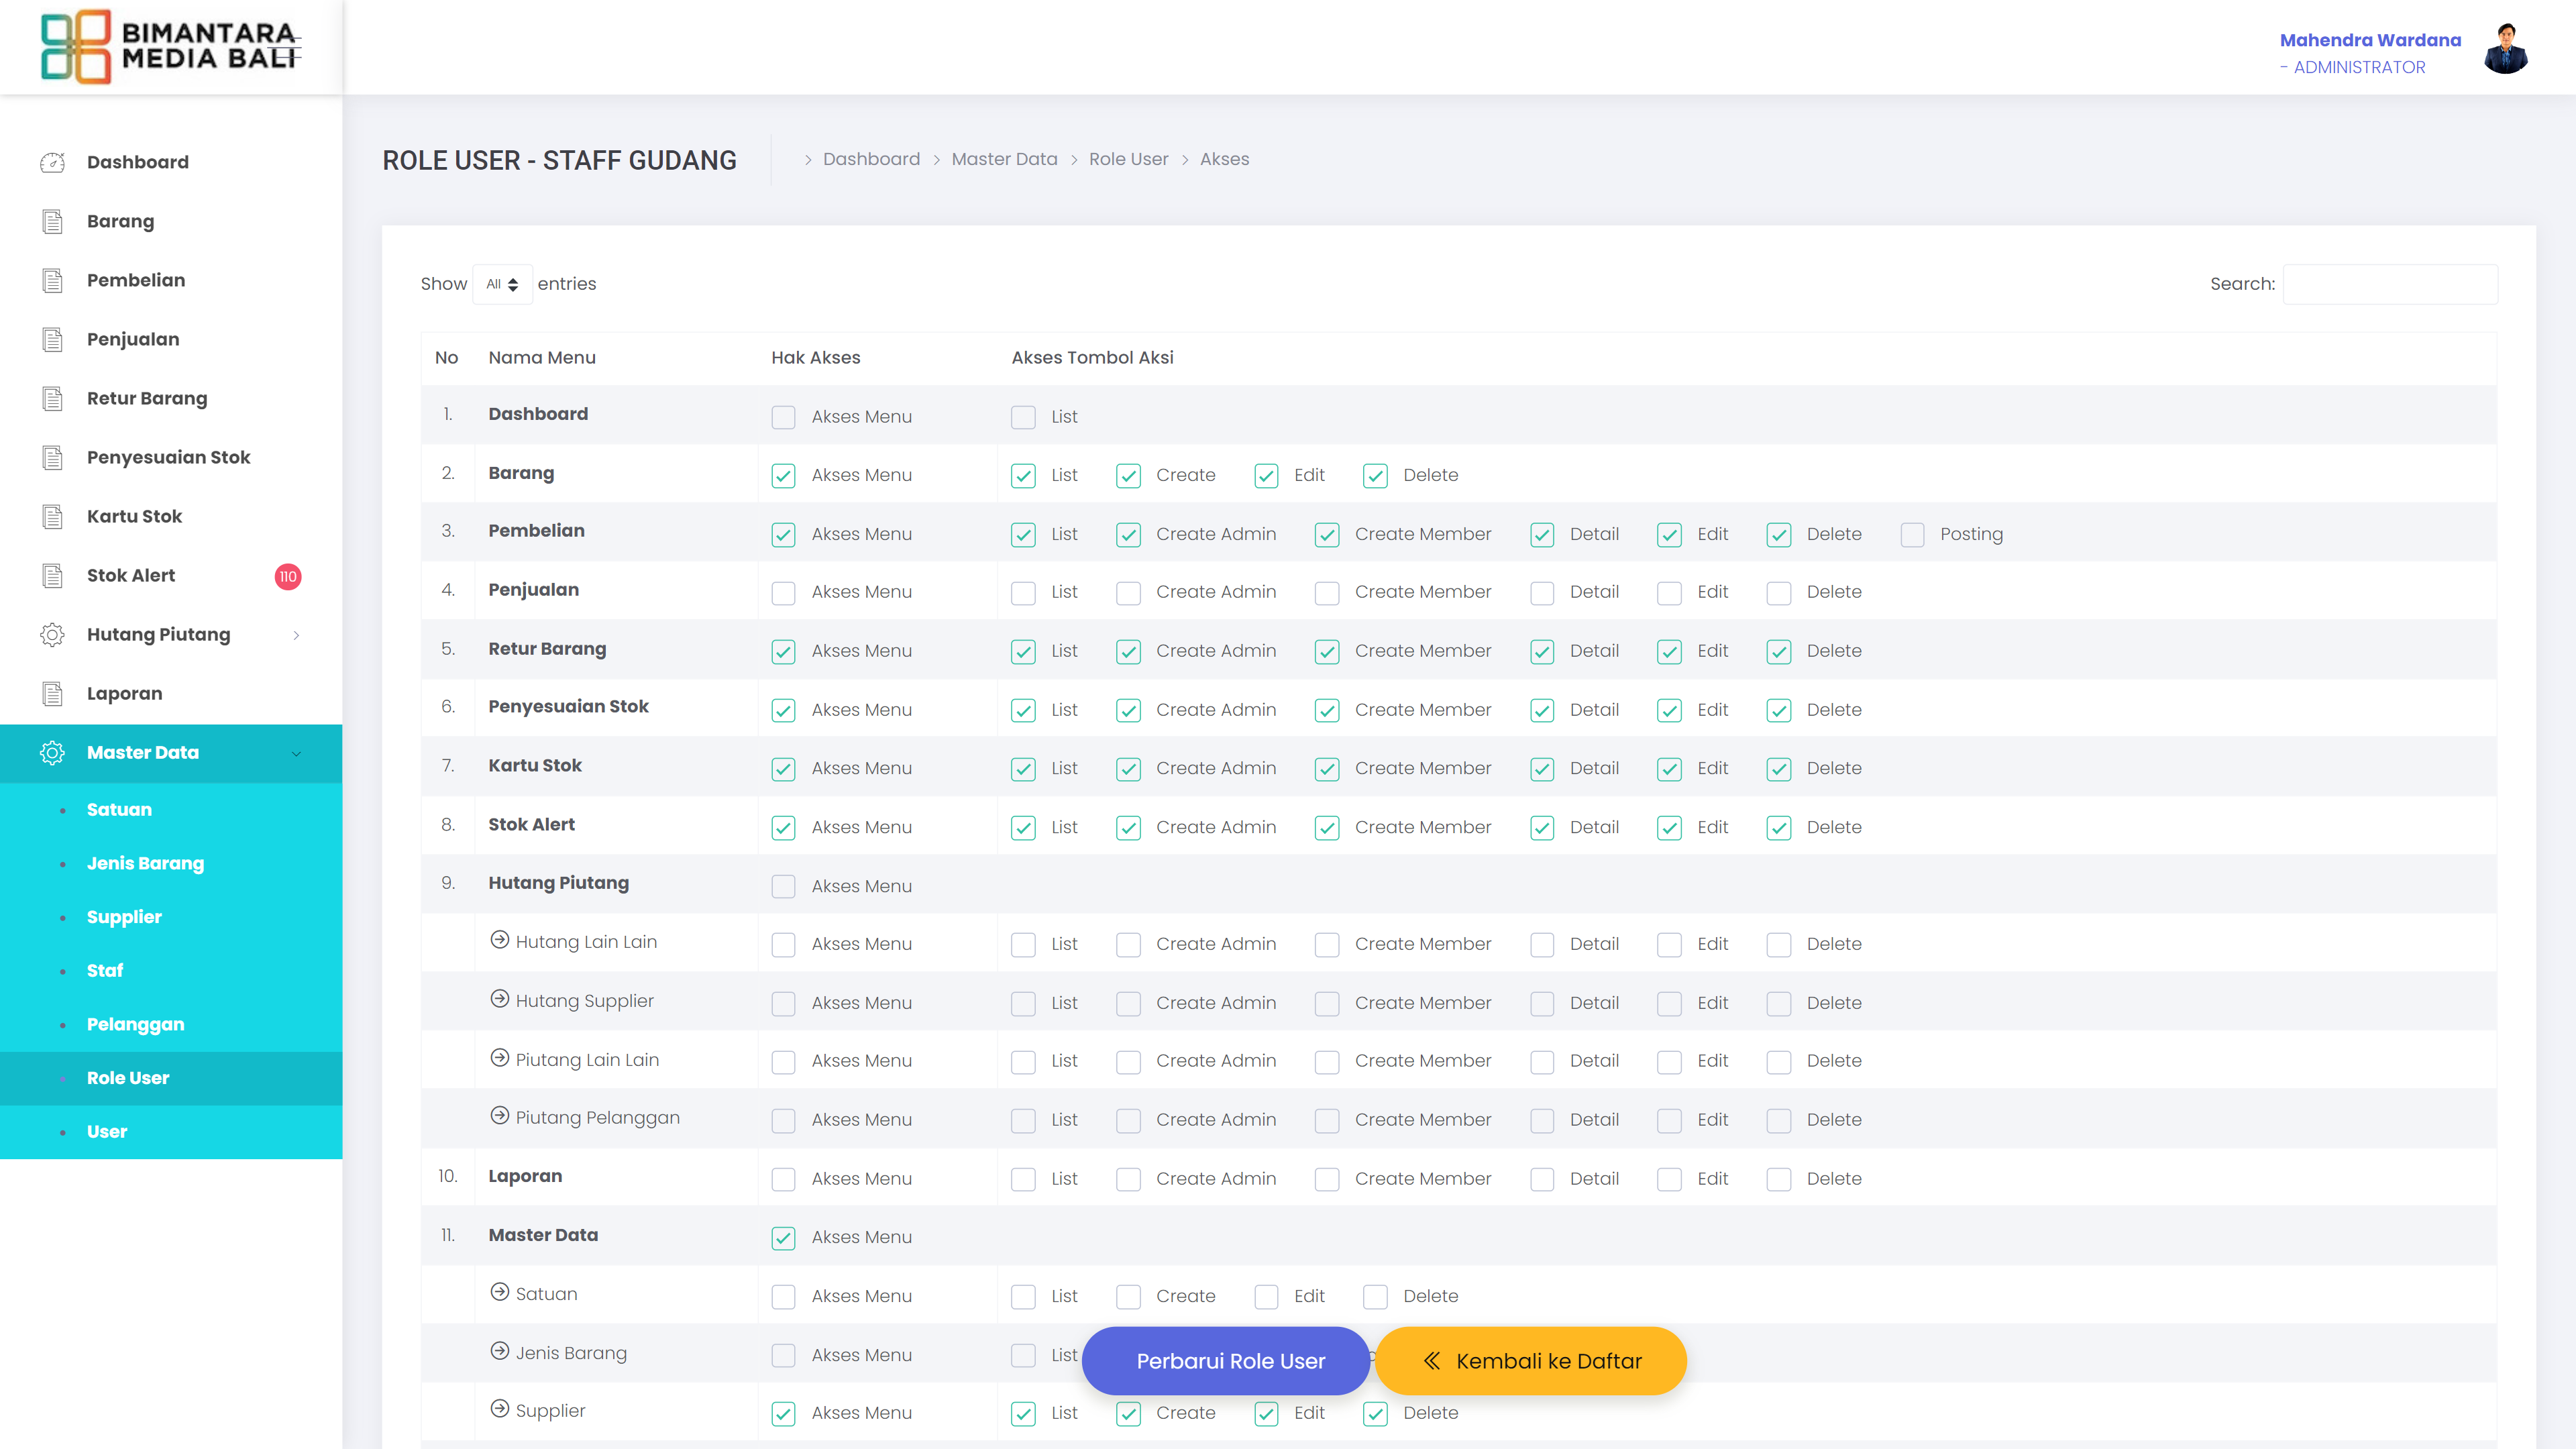 BIMANTARA
MEDIA BALI
Mahendra Wardana
- ADMINISTRATOR
Dashboard
Barang
Pembelian
Penjualan
Retur Barang
Penyesuaian Stok
Kartu Stok
Stok Alert 110
Hutang Piutang
Laporan
Master Data
Satuan
Jenis Barang
Supplier
Staf
Pelanggan
Role User
User
ROLE USER - STAFF GUDANG
Dashboard > Master Data > Role User > Akses
Show All entries
Search:
No Nama Menu Hak Akses Akses Tombol Aksi
1. Dashboard Akses Menu List
2. Barang Akses Menu List Create Edit Delete
3. Pembelian Akses Menu List Create Admin Create Member Detail Edit Delete Posting
4. Penjualan Akses Menu List Create Admin Create Member Detail Edit Delete
5. Retur Barang Akses Menu List Create Admin Create Member Detail Edit Delete
6. Penyesuaian Stok Akses Menu List Create Admin Create Member Detail Edit Delete
7. Kartu Stok Akses Menu List Create Admin Create Member Detail Edit Delete
8. Stok Alert Akses Menu List Create Admin Create Member Detail Edit Delete
9. Hutang Piutang Akses Menu
Hutang Lain Lain Akses Menu List Create Admin Create Member Detail Edit Delete
Hutang Supplier Akses Menu List Create Admin Create Member Detail Edit Delete
Piutang Lain Lain Akses Menu List Create Admin Create Member Detail Edit Delete
Piutang Pelanggan Akses Menu List Create Admin Create Member Detail Edit Delete
10. Laporan Akses Menu List Create Admin Create Member Detail Edit Delete
11. Master Data Akses Menu
Satuan Akses Menu List Create Edit Delete
Jenis Barang Akses Menu List
Perbarui Role User
Kembali ke Daftar
Supplier Akses Menu List Create Edit Delete